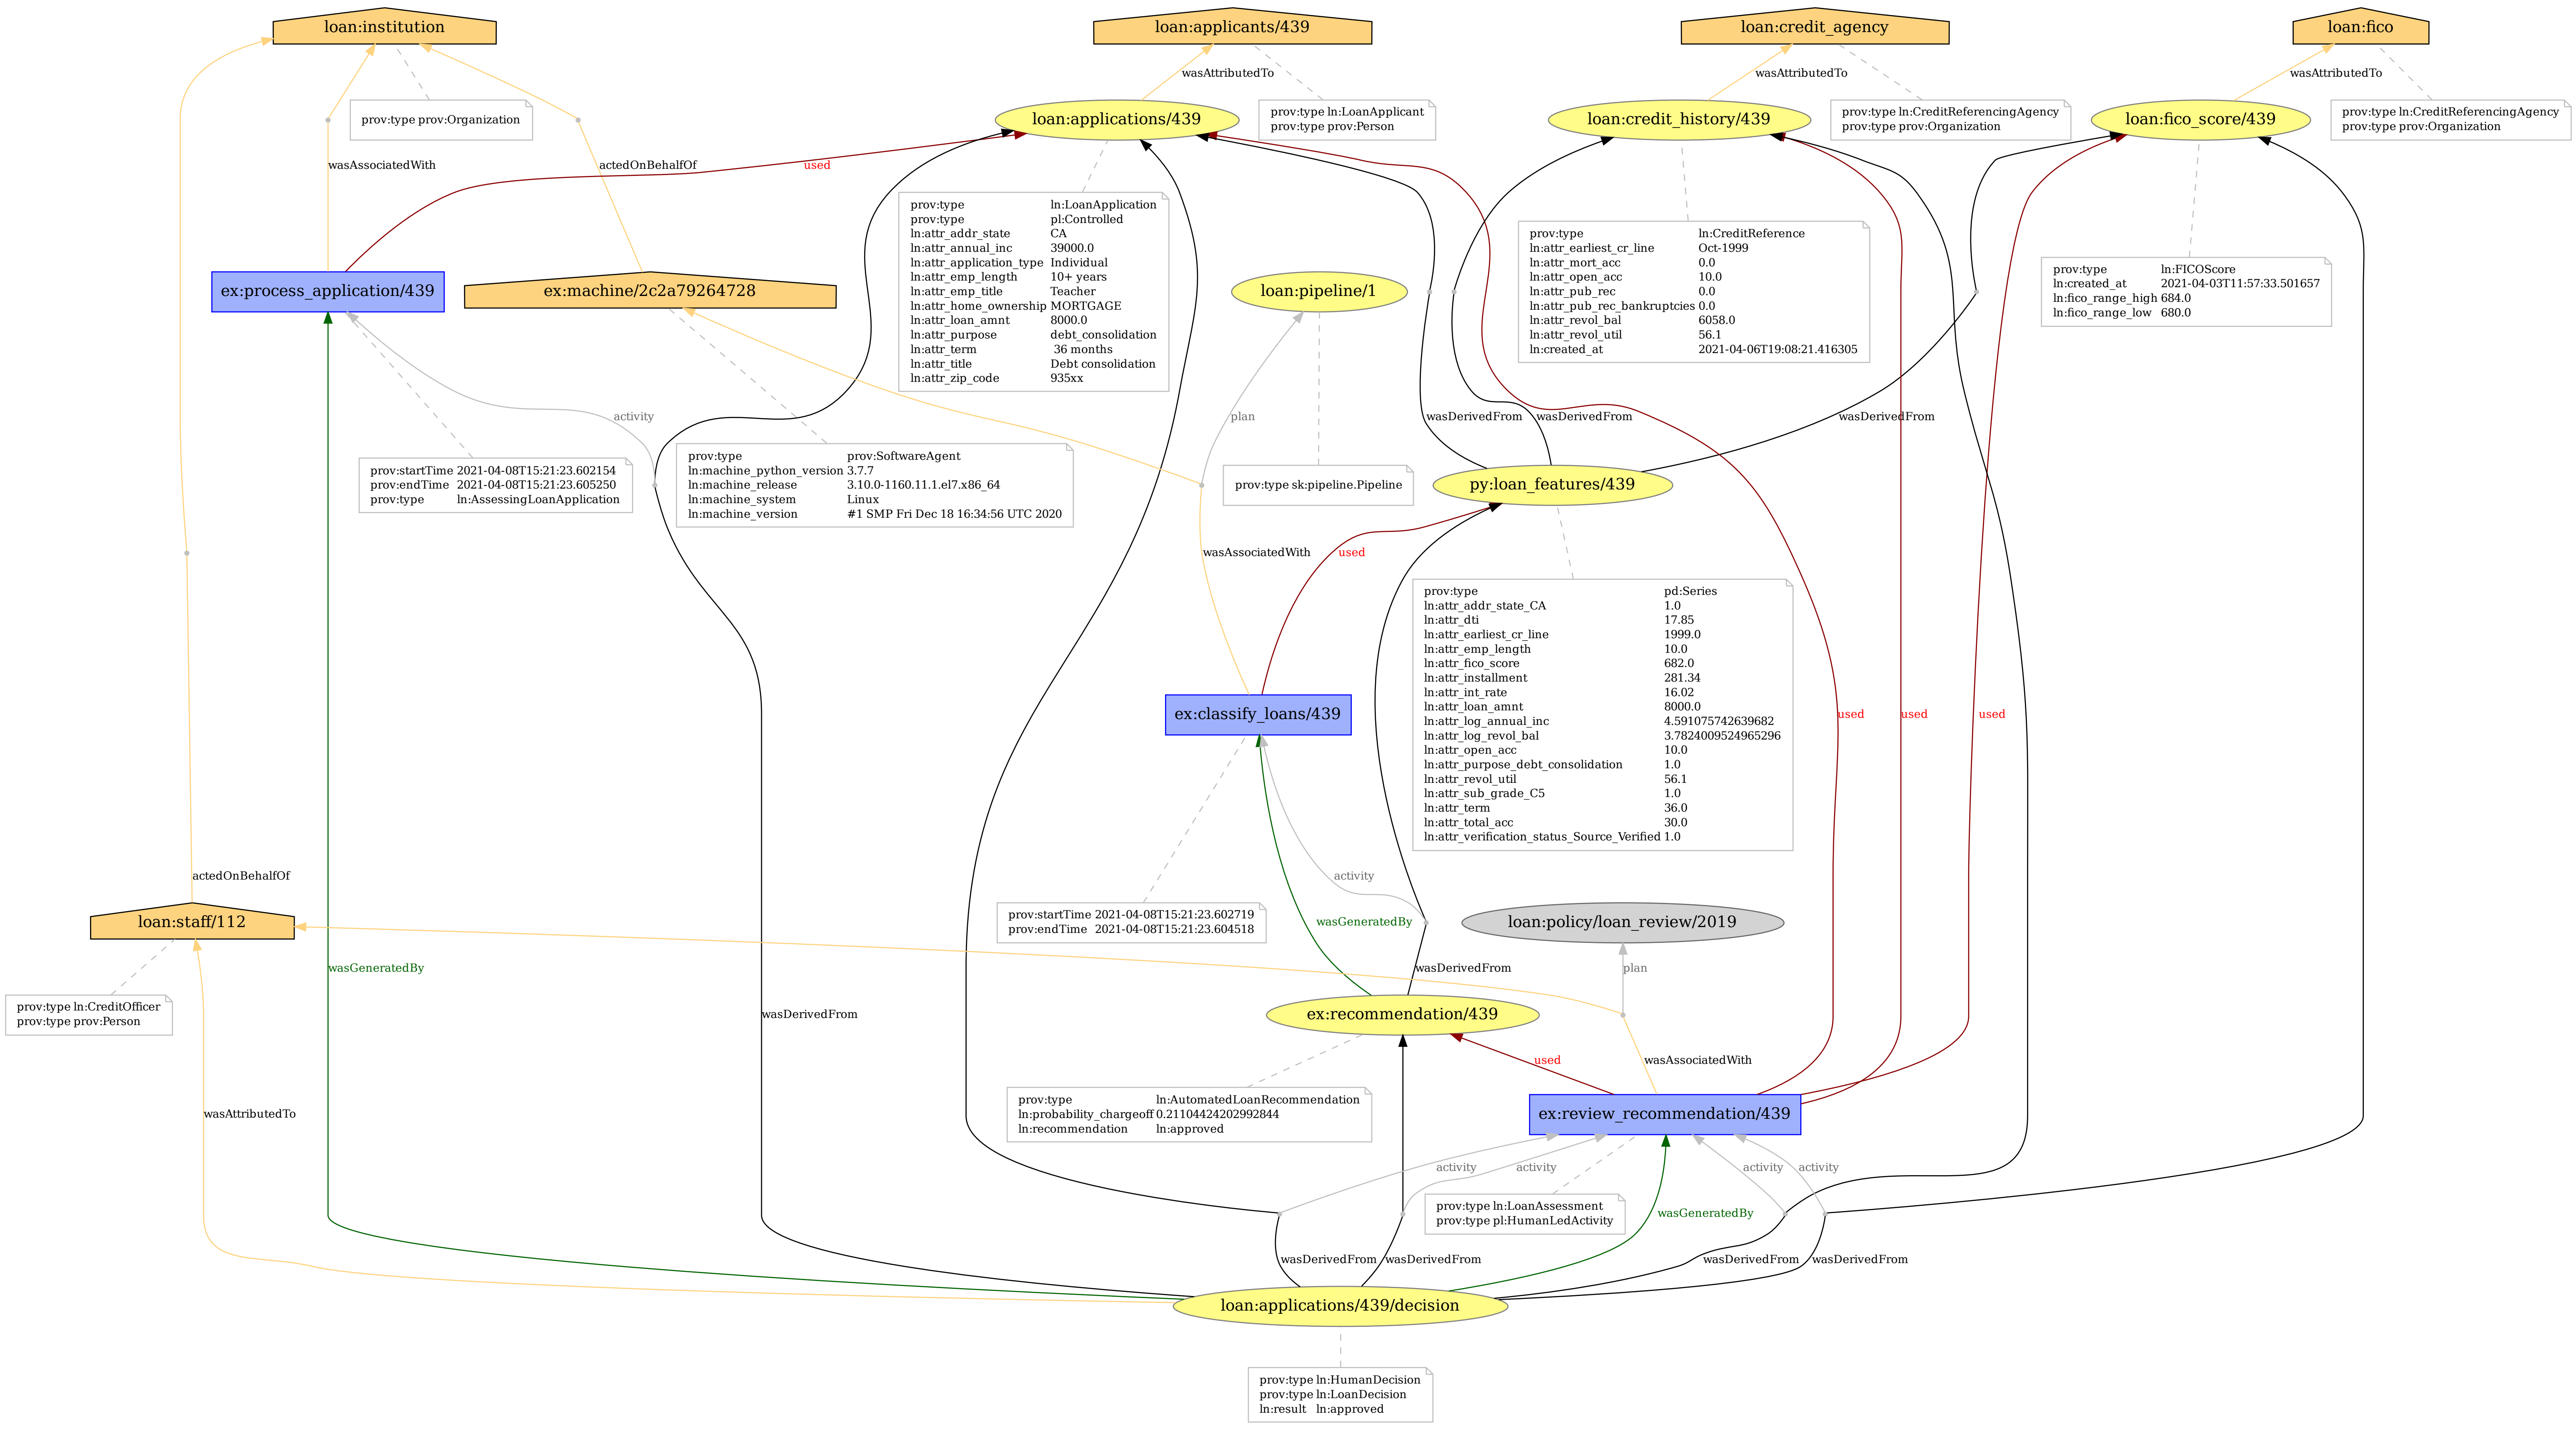 loan:institution
loan:applicants/439
loan:credit_agency
loan:fico
wasAttributedTo
wasAttributedTo
wasAttributedTo
prov:type prov:Organization
loan:applications/439
prov:type ln:LoanApplicant
prov:type prov:Person
loan:credit_history/439
prov:type ln:CreditReferencingAgency
prov:type prov:Organization
loan:fico_score/439
prov:type ln:CreditReferencingAgency
prov:type prov:Organization
wasAssociatedWith
actedOnBehalfOf
used
ex:process_application/439
ex:machine/2c2a79264728
prov:type ln:LoanApplication
prov:type pl:Controlled
ln:attr_addr_state CA
ln:attr_annual_inc 39000.0
ln:attr_application_type Individual
ln:attr_emp_length 10+ years
ln:attr_emp_title Teacher
ln:attr_home_ownership MORTGAGE
ln:attr_loan_amnt 8000.0
ln:attr_purpose debt_consolidation
ln:attr_term 36 months
ln:attr_title Debt consolidation
ln:attr_zip_code 935xx
loan:pipeline/1
prov:type ln:CreditReference
ln:attr_earliest_cr_line Oct-1999
ln:attr_mort_acc 0.0
ln:attr_open_acc 10.0
ln:attr_pub_rec 0.0
ln:attr_pub_rec_bankruptcies 0.0
ln:attr_revol_bal 6058.0
ln:attr_revol_util 56.1
ln:created_at 2021-04-06T19:08:21.416305
prov:type ln:FICOScore
ln:created_at 2021-04-03T11:57:33.501657
ln:fico_range_high 684.0
ln:fico_range_low 680.0
activity
plan
wasDerivedFrom
wasDerivedFrom
wasDerivedFrom
prov:startTime 2021-04-08T15:21:23.602154
prov:endTime 2021-04-08T15:21:23.605250
prov:type ln:AssessingLoanApplication
prov:type prov:SoftwareAgent
ln:machine_python_version 3.7.7
ln:machine_release 3.10.0-1160.11.1.el7.x86_64
ln:machine_system Linux
ln:machine_version #1 SMP Fri Dec 18 16:34:56 UTC 2020
prov:type sk:pipeline.Pipeline
py:loan_features/439
wasAssociatedWith
used
prov:type pd:Series
ln:attr_addr_state_CA 1.0
ln:attr_dti 17.85
ln:attr_earliest_cr_line 1999.0
ln:attr_emp_length 10.0
ln:attr_fico_score 682.0
ln:attr_installment 281.34
ln:attr_int_rate 16.02
ln:attr_loan_amnt 8000.0
ln:attr_log_annual_inc 4.591075742639682
ln:attr_log_revol_bal 3.7824009524965296
ln:attr_open_acc 10.0
ln:attr_purpose_debt_consolidation 1.0
ln:attr_revol_util 56.1
ln:attr_sub_grade_C5 1.0
ln:attr_term 36.0
ln:attr_total_acc 30.0
ln:attr_verification_status_Source_Verified 1.0
ex:classify_loans/439
used
used
used
actedOnBehalfOf
activity
loan:staff/112
prov:startTime 2021-04-08T15:21:23.602719
prov:endTime 2021-04-08T15:21:23.604518
wasGeneratedBy
loan:policy/loan_review/2019
wasGeneratedBy
wasDerivedFrom
plan
prov:type ln:CreditOfficer
prov:type prov:Person
wasDerivedFrom
ex:recommendation/439
used
wasAssociatedWith
wasAttributedTo
prov:type ln:AutomatedLoanRecommendation
ln:probability_chargeoff 0.21104424202992844
ln:recommendation ln:approved
ex:review_recommendation/439
activity
activity
activity
activity
prov:type ln:LoanAssessment
prov:type pl:HumanLedActivity
wasGeneratedBy
wasDerivedFrom
wasDerivedFrom
wasDerivedFrom
wasDerivedFrom
loan:applications/439/decision
prov:type ln:HumanDecision
prov:type ln:LoanDecision
ln:result ln:approved